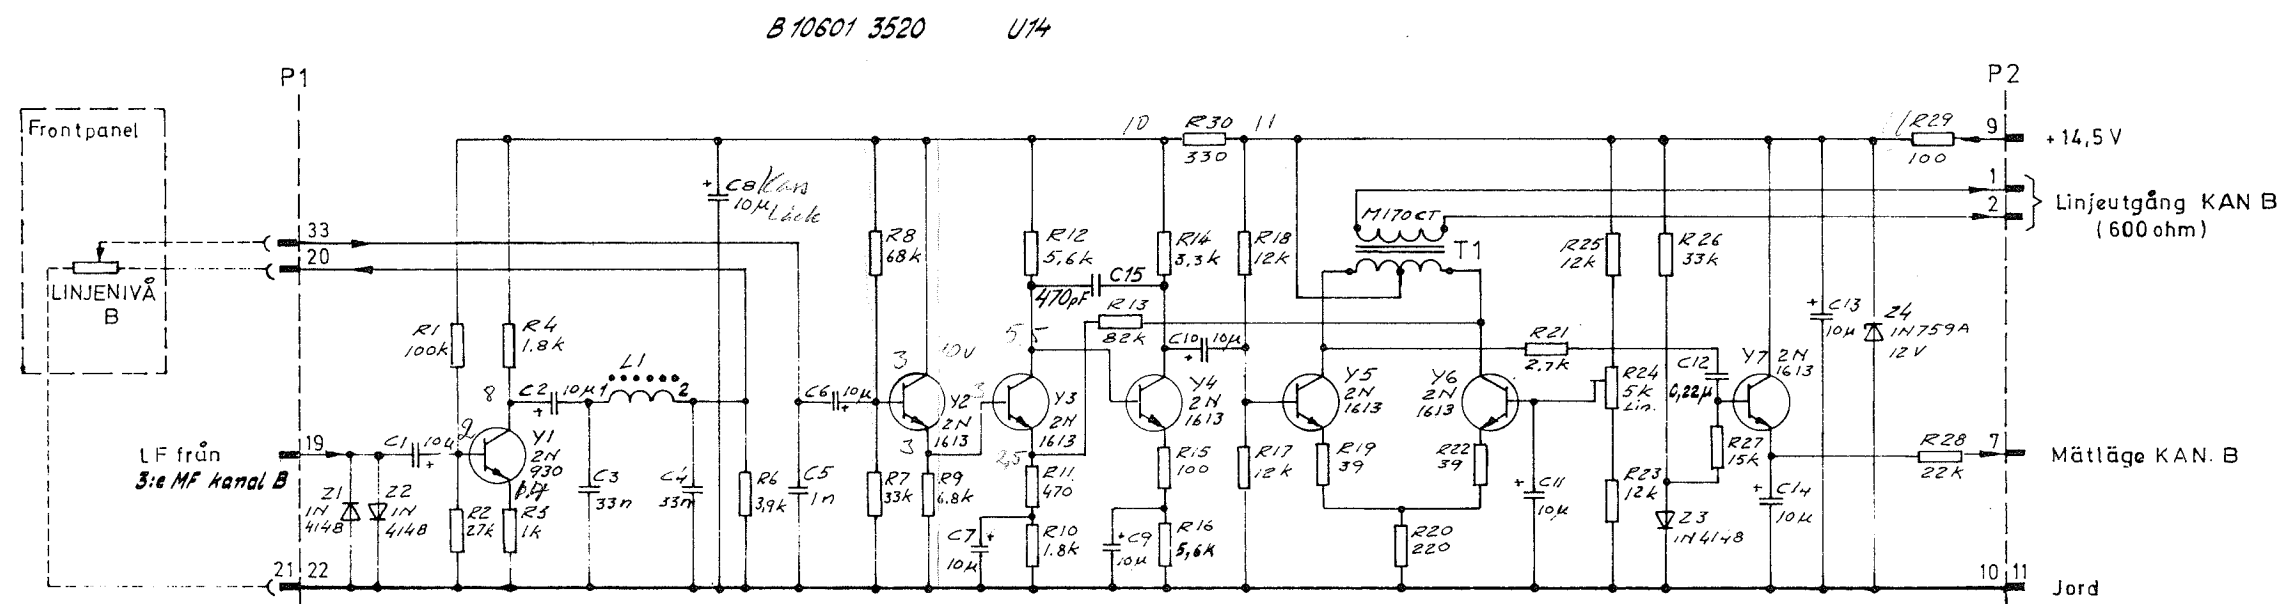 B 10601 3520 U14
P1
P2
Frontpanel
LINJENIVÅ
B
33
20
19
21 22
LF från
3:e MF kanal B
Z1
1N
4148
Z2
1N
4148
C1 10µ
+
2
R1
100k
R2
27k
R4
1.8k
8
Y1
2N
930
R3
1k
C2 10µ
+
1 L1 2
C3
33n
C4
33n
R6
3,9k
+ C8 Kan
10µ Läck
C5
1n
C6 10µ
+
R8
68k
R7
33k
3
10V
Y2
2N
1613
3
R9
6.8k
R12
5,6k
470pF C15
R13
82k
5,5
3
Y3
2N
1613
2,5
R11
470
C7 +
10µ
R10
1.8k
10 R30 11
330
R14
3,3k
C10 10µ
+
Y4
2N
1613
R15
100
+ C9
10µ
R16
5,6k
R18
12k
R17
12k
M170CT
T1
Y5
2N
1613
Y6
2N
1613
R19
39
R22
39
R20
220
R21
2.7k
+ C11
10µ
R25
12k
R24
5k
Lin.
R23
12k
R26
33k
C12
0,22µ
R27
15k
Z3
1N4148
Y7 2N
1613
+ C14
10µ
R28
22k
+ C13
10µ
Z4
1N759A
12V
R29
100
9
+14,5V
1
2
Linjeutgång KAN B
(600 ohm)
7
Mätläge KAN. B
10 11
Jord